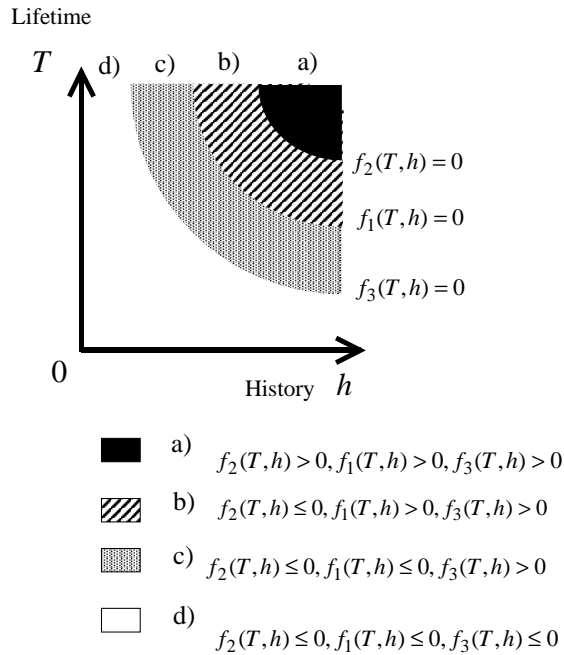 Lifetime
T d) c) b) a)
f₂(T,h) = 0
f₁(T,h) = 0
f₃(T,h) = 0
0
History h
a) f₂(T,h) > 0, f₁(T,h) > 0, f₃(T,h) > 0
b) f₂(T,h) ≤ 0, f₁(T,h) > 0, f₃(T,h) > 0
c) f₂(T,h) ≤ 0, f₁(T,h) ≤ 0, f₃(T,h) > 0
d) f₂(T,h) ≤ 0, f₁(T,h) ≤ 0, f₃(T,h) ≤ 0